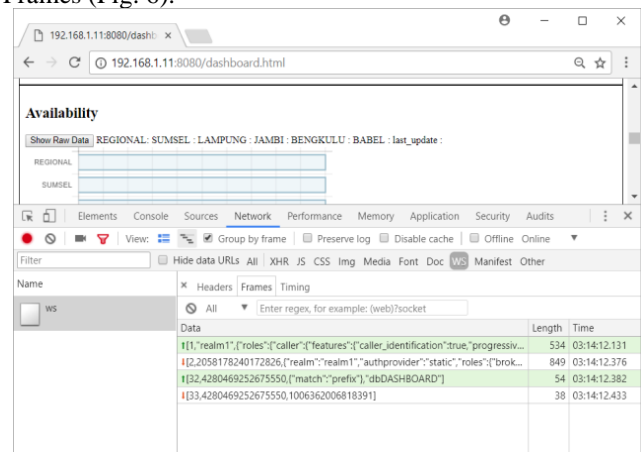 Frames (Fig. 6).
192.168.1.11:8080/dashb
192.168.1.11:8080/dashboard.html
Availability
Show Raw Data REGIONAL: SUMSEL : LAMPUNG : JAMBI : BENGKULU : BABEL : last_update :
REGIONAL
SUMSEL
Elements Console Sources Network Performance Memory Application Security Audits
View: Group by frame Preserve log Disable cache Offline Online
Filter Hide data URLs All XHR JS CSS Img Media Font Doc WS Manifest Other
Name × Headers Frames Timing
ws All Enter regex, for example: (web)?socket
Data Length Time
[1,"realm1",{"roles":{"caller":{"features":{"caller_identification":true,"progressiv... 534 03:14:12.131
[2,2058178240172826,{"realm":"realm1","authprovider":"static","roles":{"brok... 849 03:14:12.376
[32,4280469252675550,{"match":"prefix"},"dbDASHBOARD"] 54 03:14:12.382
[33,4280469252675550,1006362006818391] 38 03:14:12.433